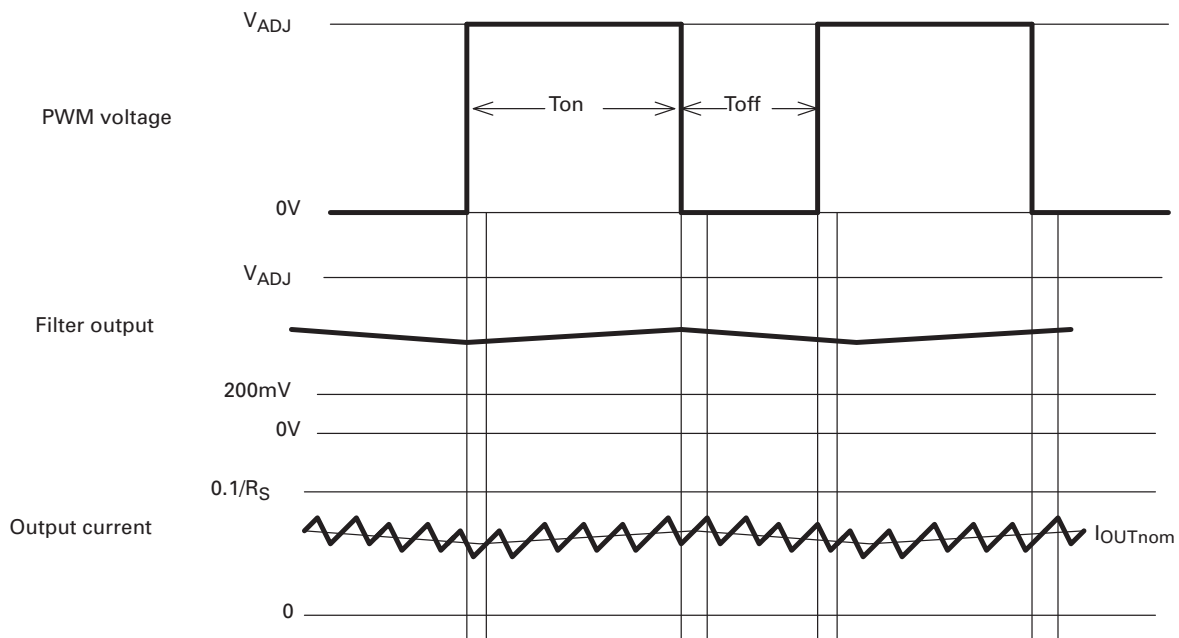 VADJ
Ton
Toff
PWM voltage
0V
VADJ
Filter output
200mV
0V
0.1/RS
Output current
IOUTnom
0